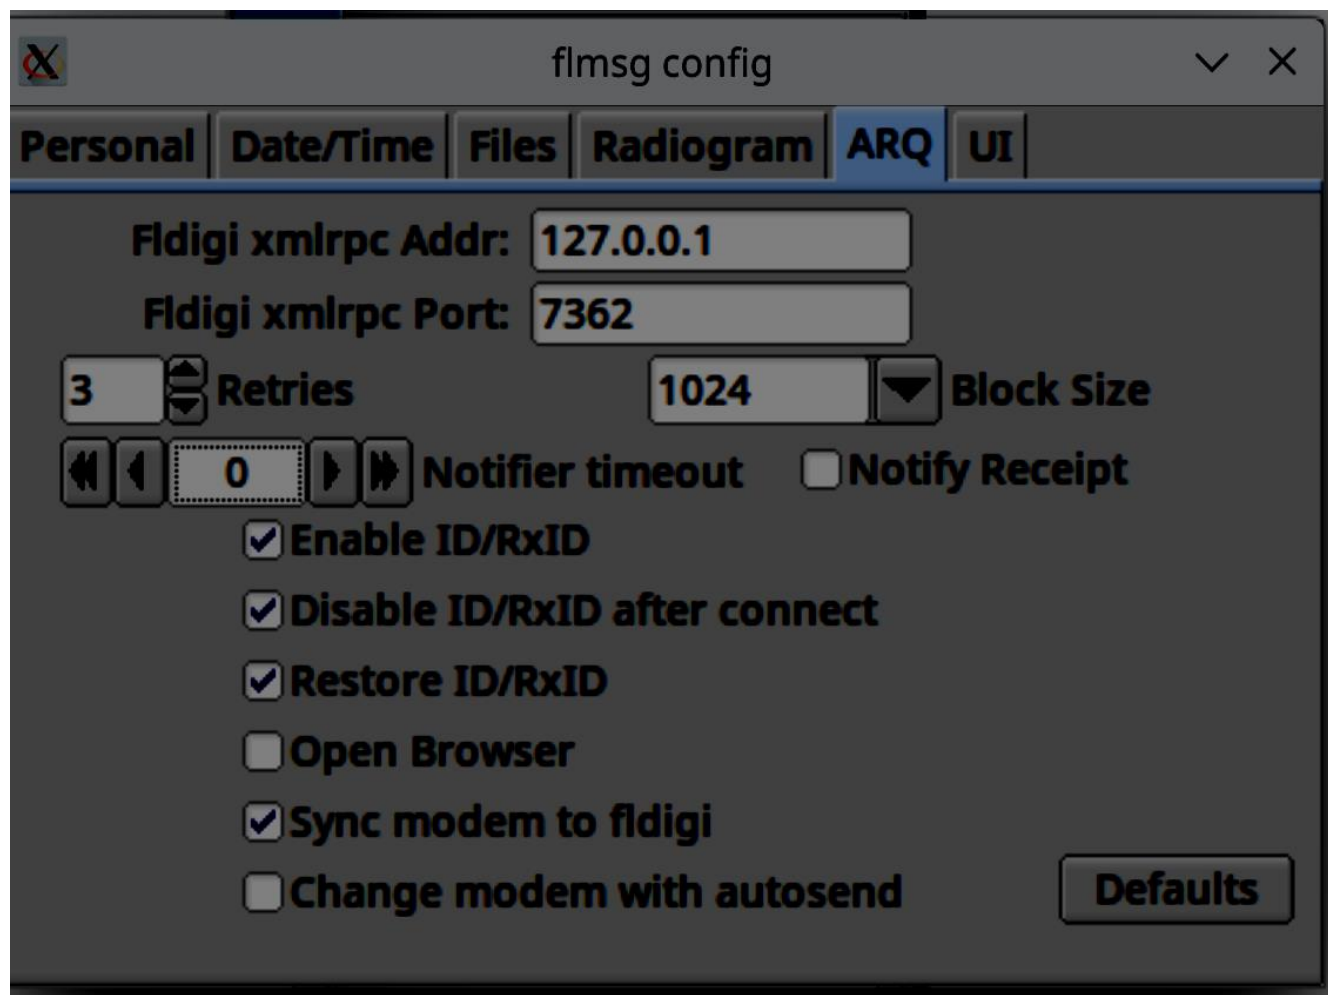 flmsg config
Personal Date/Time Files Radiogram ARQ UI
Fldigi xmlrpc Addr: 127.0.0.1
Fldigi xmlrpc Port: 7362
3 Retries 1024 Block Size
0 Notifier timeout Notify Receipt
Enable ID/RxID
Disable ID/RxID after connect
Restore ID/RxID
Open Browser
Sync modem to fldigi
Change modem with autosend Defaults